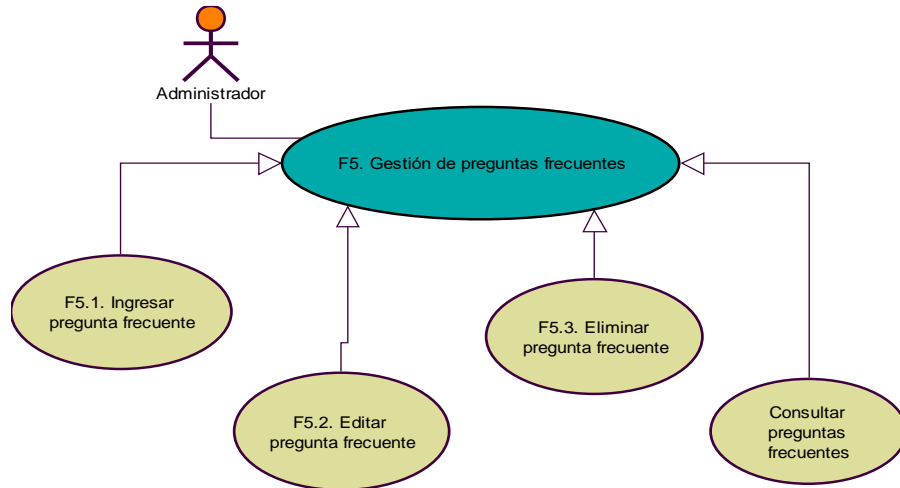 Administrador
F5. Gestión de preguntas frecuentes
F5.1. Ingresar
pregunta frecuente
F5.3. Eliminar
pregunta frecuente
F5.2. Editar
pregunta frecuente
Consultar
preguntas
frecuentes